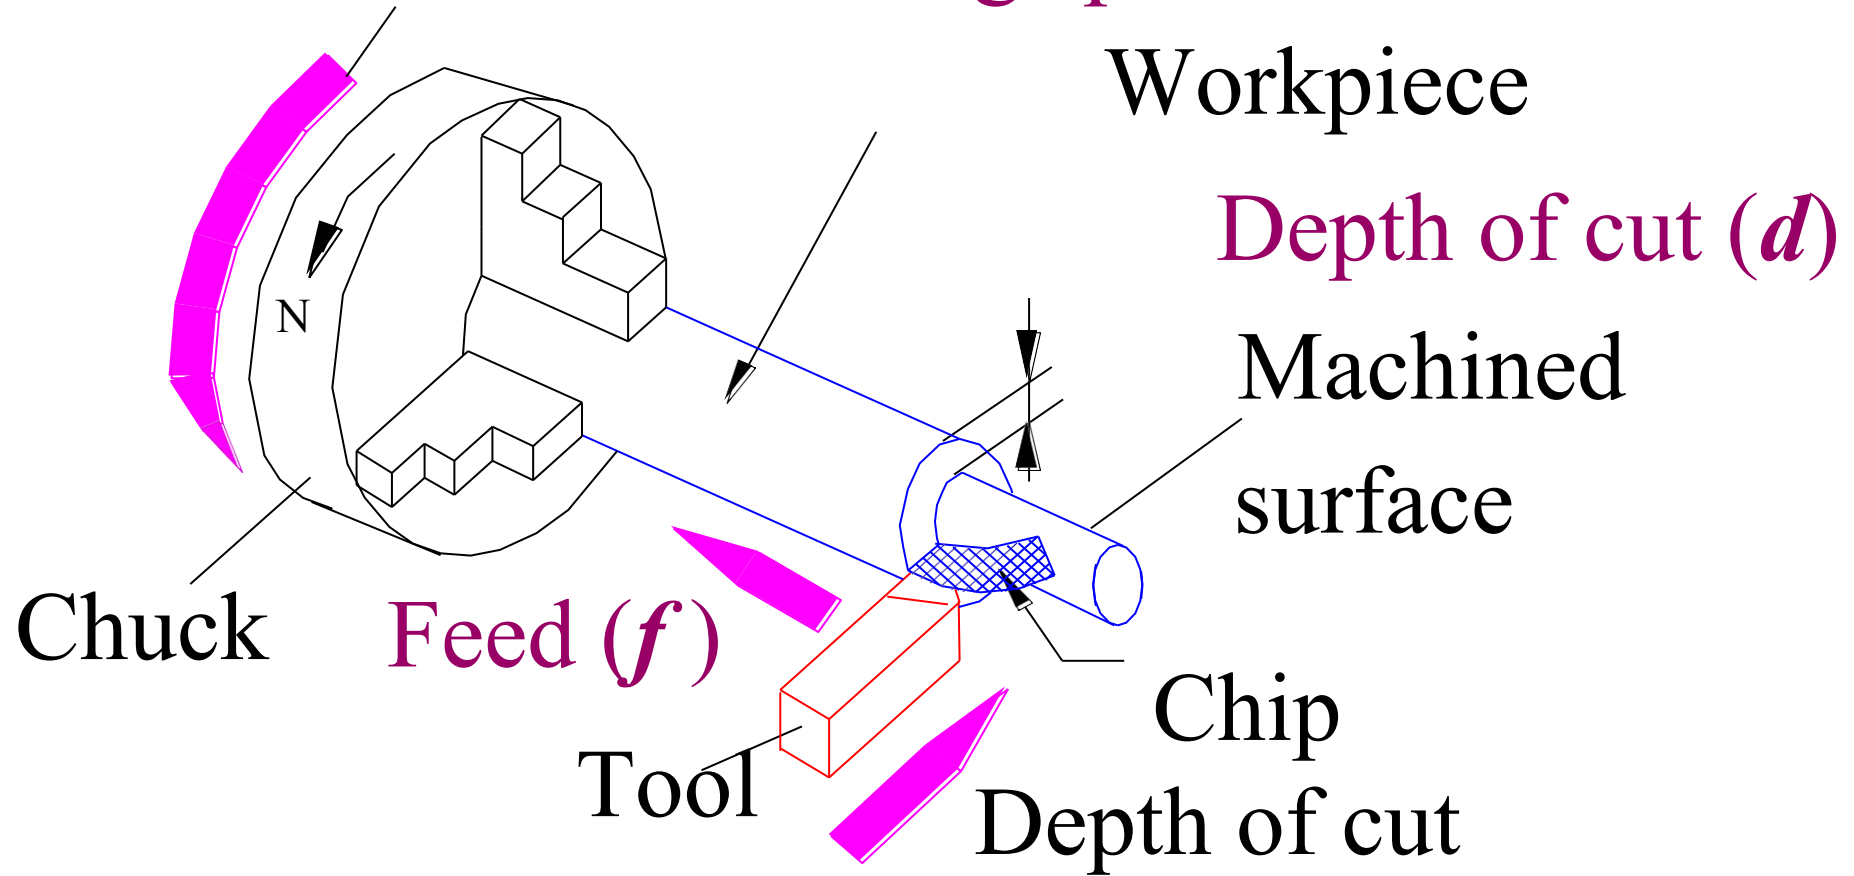 Workpiece
Depth of cut (d)
N
Machined
surface
Chuck
Feed (f )
Chip
Tool
Depth of cut